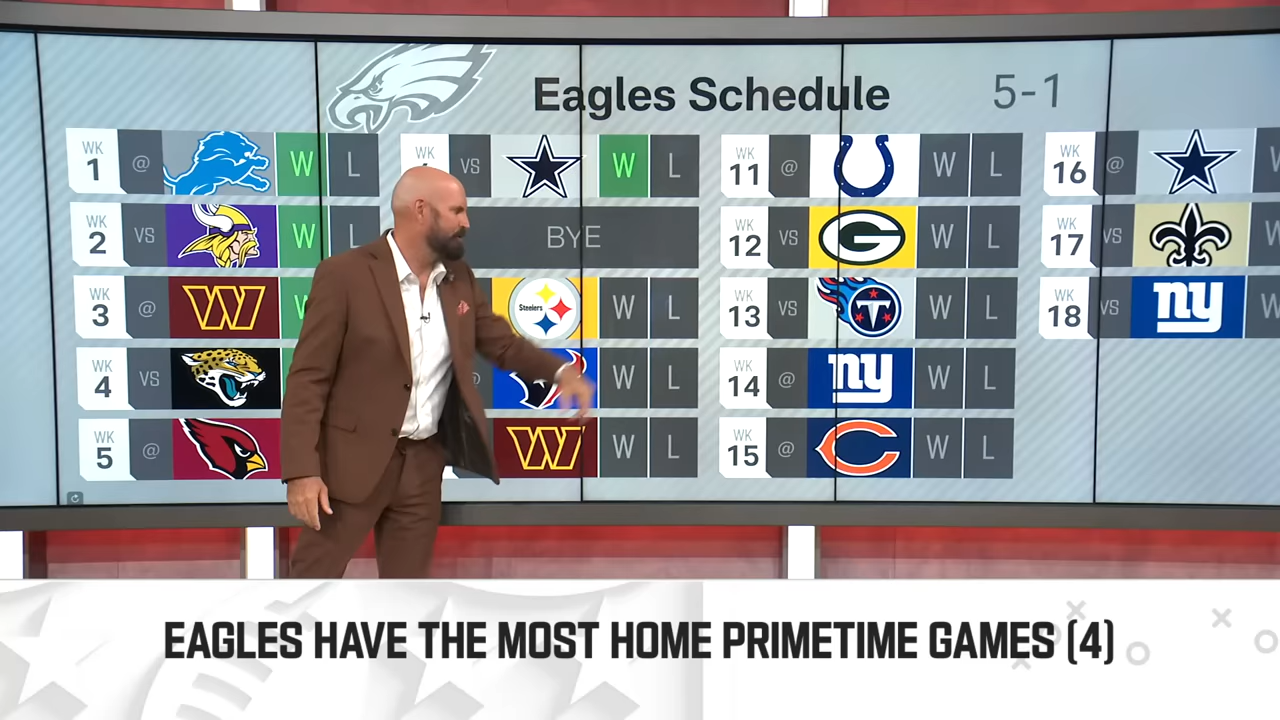 Eagles Schedule 5-1
WK 1 @ W L
WK 2 VS W L
WK 3 @ W
WK 4 VS
WK 5 @
WK VS W L
BYE
Steelers W L
W L
W L
WK 11 @ W L
WK 12 VS W L
WK 13 VS T W L
WK 14 @ ny W L
WK 15 @ W L
WK 16 @ W
WK 17 VS W
WK 18 VS ny W
EAGLES HAVE THE MOST HOME PRIMETIME GAMES (4)